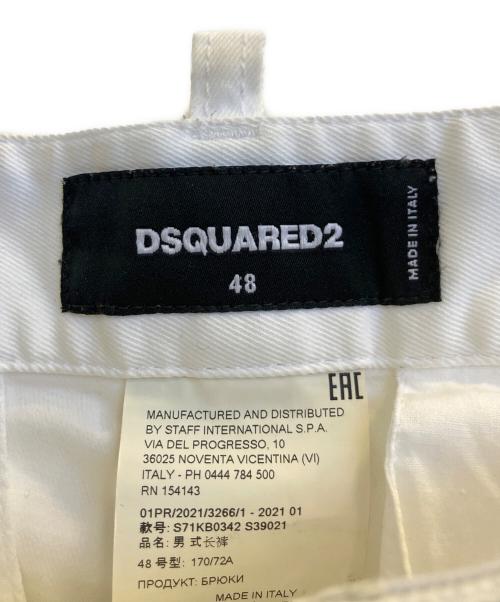 DSQUARED2
48
MADE IN ITALY
EAC
MANUFACTURED AND DISTRIBUTED
BY STAFF INTERNATIONAL S.P.A.
VIA DEL PROGRESSO, 10
36025 NOVENTA VICENTINA (VI)
ITALY - PH 0444 784 500
RN 154143
01PR/2021/3266/1 - 2021 01
款号: S71KB0342 S39021
品名: 男 式长裤
48 号型: 170/72A
ПРОДУКТ: БРЮКИ
MADE IN ITALY